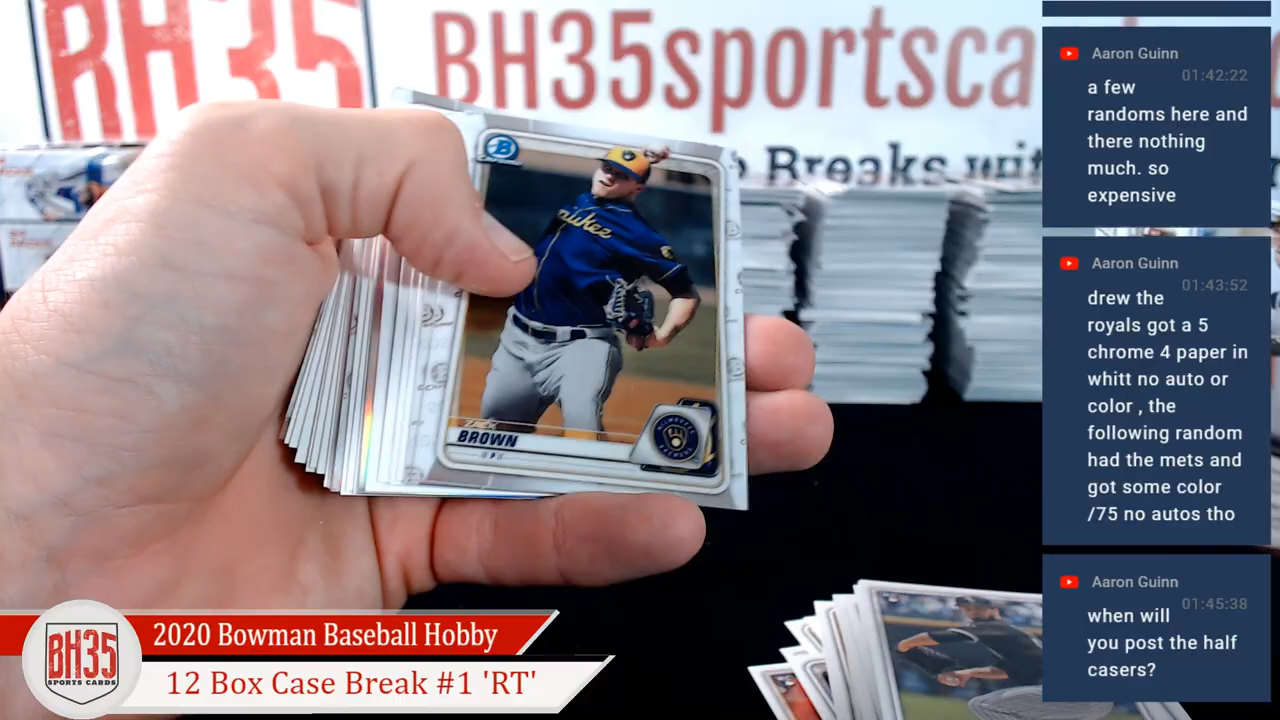 BH35
BH35sportsca
Breaks wit
B
aukee
ZACK
BROWN
Aaron Guinn
01:42:22
a few
randoms here and
there nothing
much. so
expensive
Aaron Guinn
01:43:52
drew the
royals got a 5
chrome 4 paper in
whitt no auto or
color , the
following random
had the mets and
got some color
/75 no autos tho
Aaron Guinn
01:45:38
when will
you post the half
casers?
BH35
SPORTS CARDS
2020 Bowman Baseball Hobby
12 Box Case Break #1 'RT'